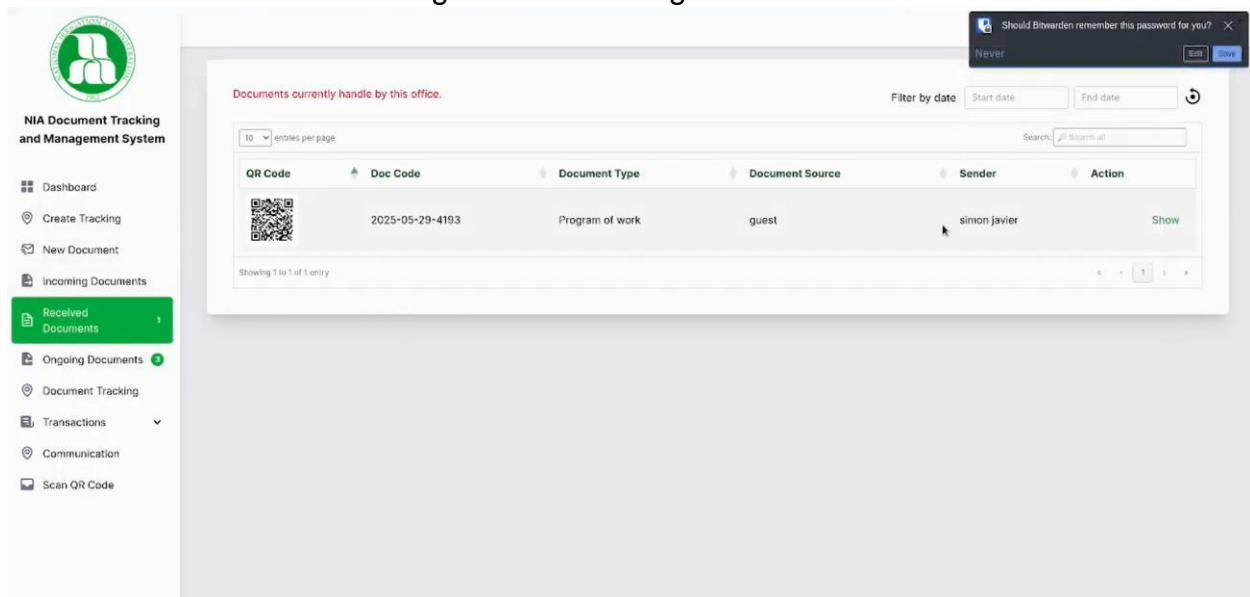 Should Bitwarden remember this password for you?
Never
Edit
Save
NIA Document Tracking
and Management System
Dashboard
Create Tracking
New Document
Incoming Documents
Received
Documents
1
Ongoing Documents 3
Document Tracking
Transactions
Communication
Scan QR Code
Documents currently handle by this office.
Filter by date Start date End date
10 entries per page
Search: Search all
QR Code Doc Code Document Type Document Source Sender Action
2025-05-29-4193 Program of work guest simon javier Show
Showing 1 to 1 of 1 entry
« ‹ 1 › »